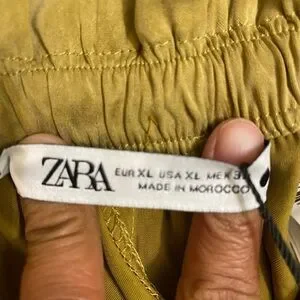 ZARA
EUR XL USA XL MEX 3
MADE IN MOROCCO